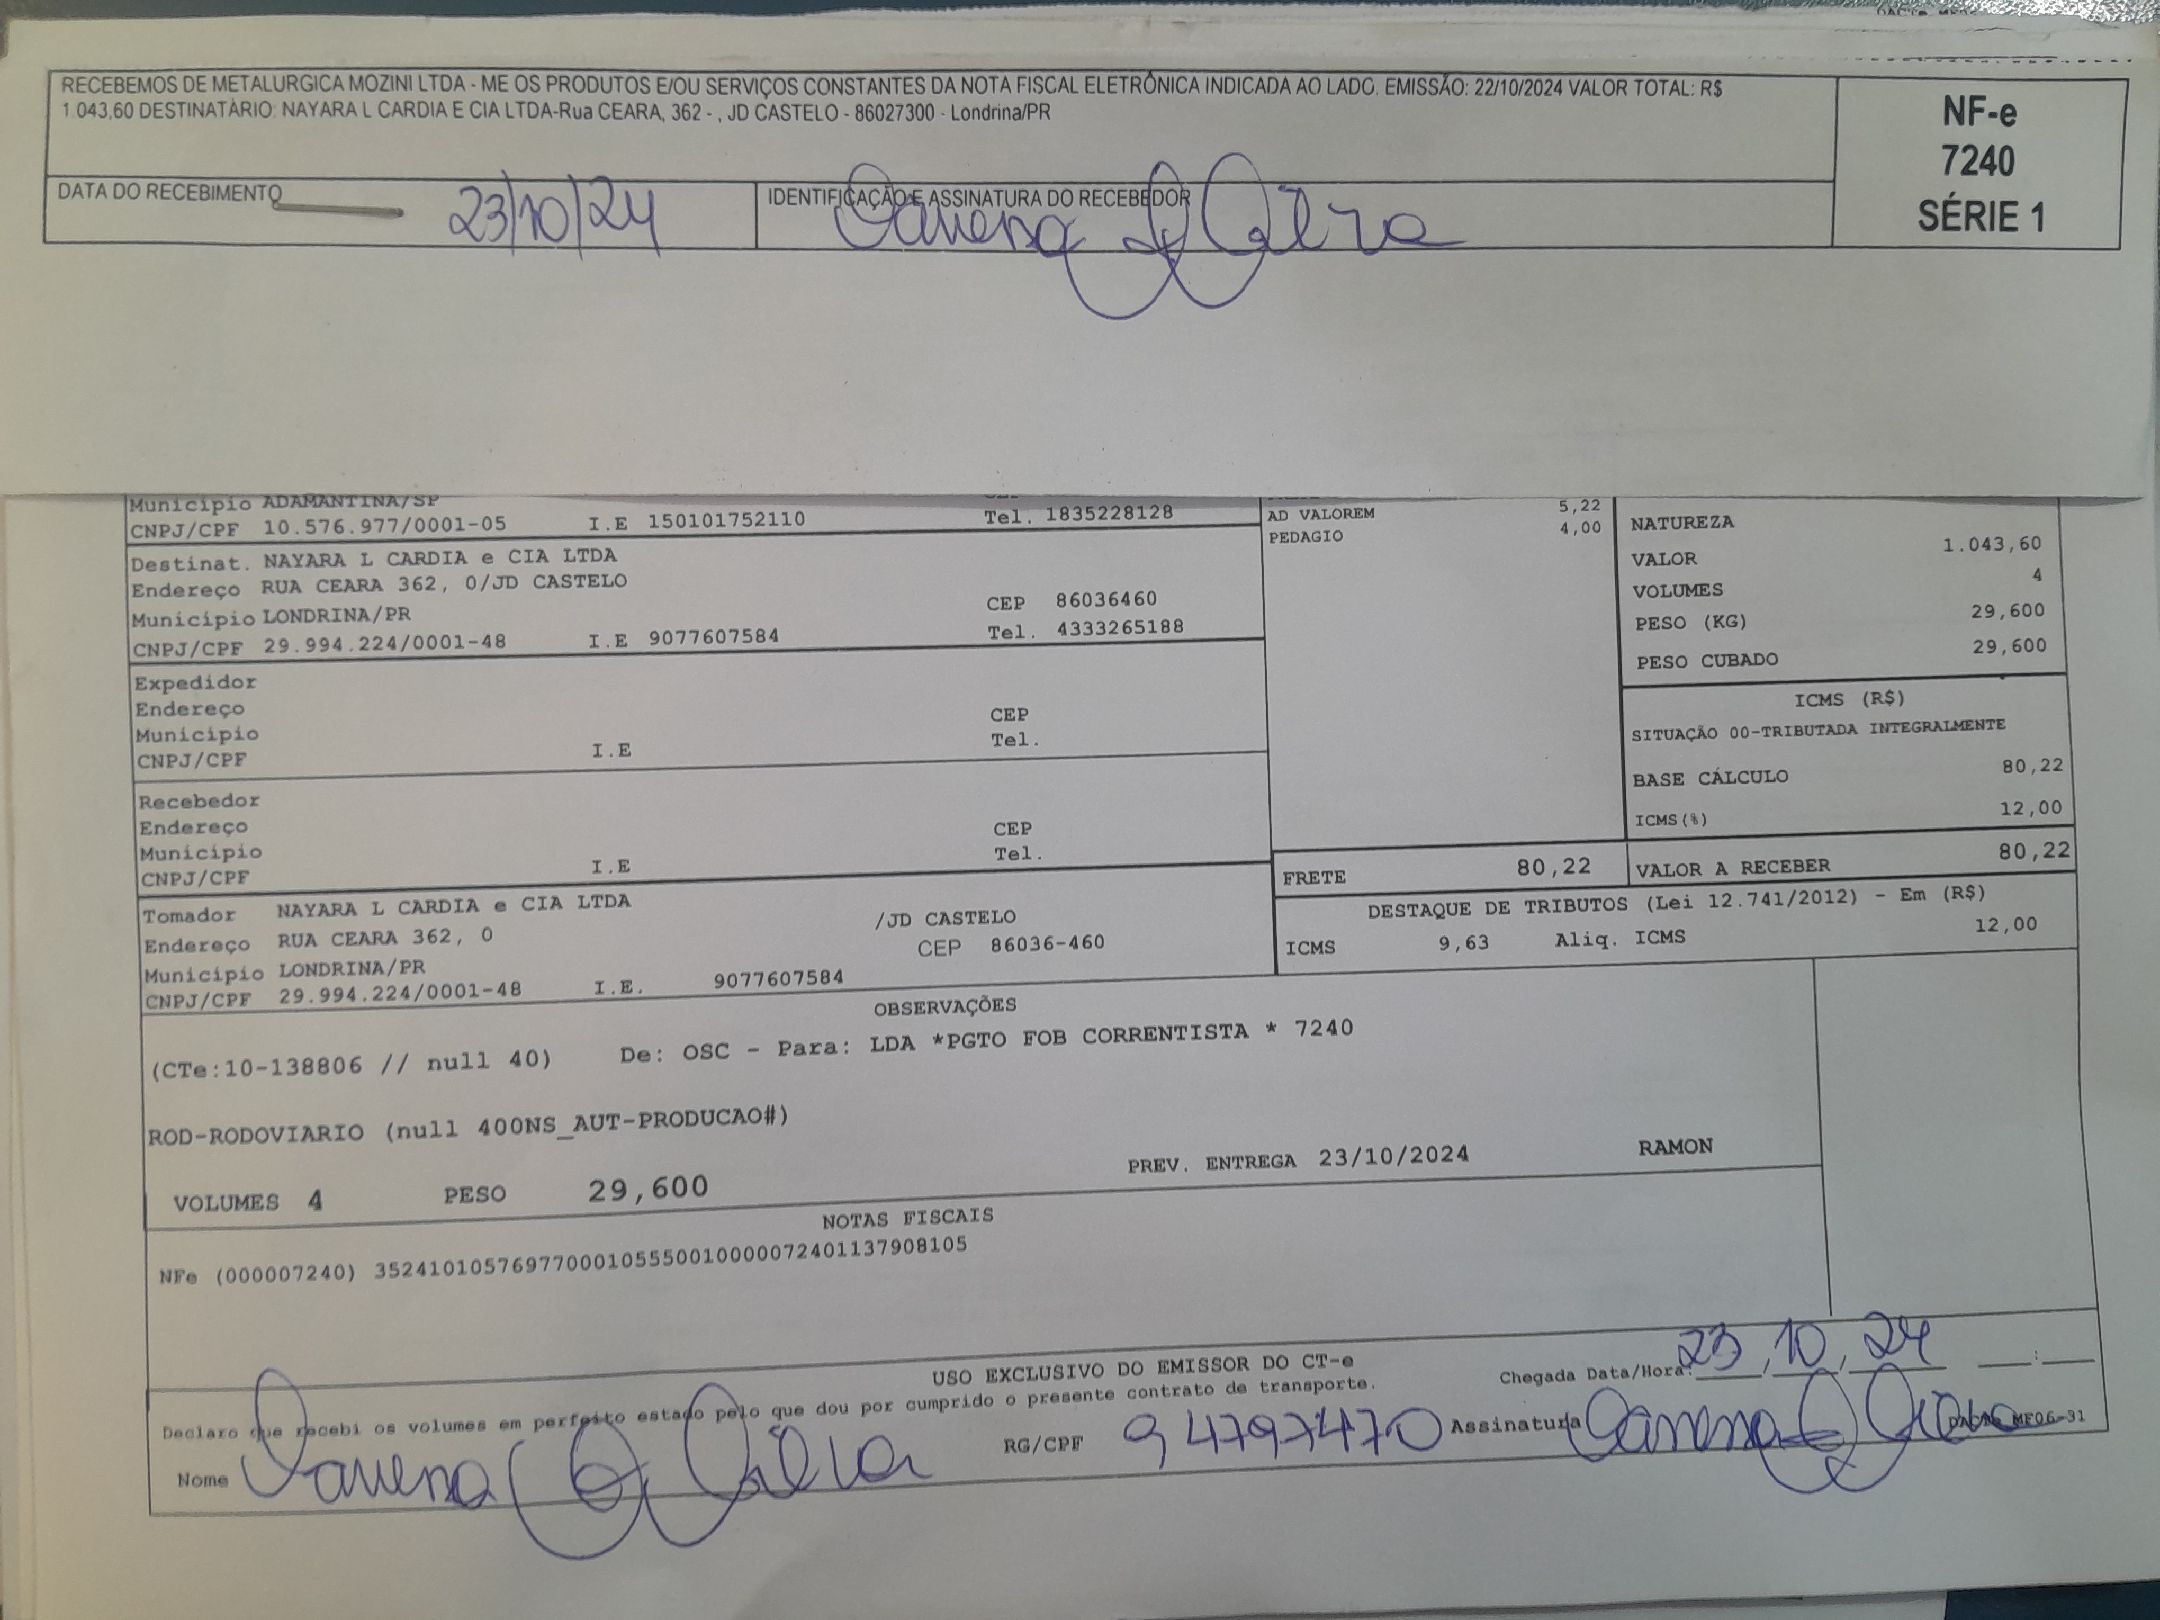 RECEBEMOS DE METALURGICA MOZINI LTDA - ME OS PRODUTOS E/OU SERVIÇOS CONSTANTES DA NOTA FISCAL ELETRÔNICA INDICADA AO LADO. EMISSÃO: 22/10/2024 VALOR TOTAL: R$
1.043,60 DESTINATÁRIO: NAYARA L CARDIA E CIA LTDA-Rua CEARA, 362 - , JD CASTELO - 86027300 - Londrina/PR
NF-e
7240
SÉRIE 1
DATA DO RECEBIMENTO 23/10/24
IDENTIFICAÇÃO E ASSINATURA DO RECEBEDOR
Município ADAMANTINA/SP
CNPJ/CPF 10.576.977/0001-05 I.E 150101752110 Tel. 1835228128
Destinat. NAYARA L CARDIA e CIA LTDA
Endereço RUA CEARA 362, 0/JD CASTELO
Município LONDRINA/PR CEP 86036460
CNPJ/CPF 29.994.224/0001-48 I.E 9077607584 Tel. 4333265188
Expedidor
Endereço
Município CEP
CNPJ/CPF I.E Tel.
Recebedor
Endereço
Município CEP
CNPJ/CPF I.E Tel.
Tomador NAYARA L CARDIA e CIA LTDA
Endereço RUA CEARA 362, 0 /JD CASTELO
Município LONDRINA/PR CEP 86036-460
CNPJ/CPF 29.994.224/0001-48 I.E. 9077607584
AD VALOREM 5,22
PEDAGIO 4,00
FRETE 80,22
NATUREZA
VALOR 1.043,60
VOLUMES 4
PESO (KG) 29,600
PESO CUBADO 29,600
ICMS (R$)
SITUAÇÃO 00-TRIBUTADA INTEGRALMENTE
BASE CÁLCULO 80,22
ICMS(%) 12,00
VALOR A RECEBER 80,22
DESTAQUE DE TRIBUTOS (Lei 12.741/2012) - Em (R$)
ICMS 9,63 Aliq. ICMS 12,00
OBSERVAÇÕES
(CTe:10-138806 // null 40) De: OSC - Para: LDA *PGTO FOB CORRENTISTA * 7240
ROD-RODOVIARIO (null 400NS_AUT-PRODUCAO#)
VOLUMES 4 PESO 29,600 PREV. ENTREGA 23/10/2024 RAMON
NOTAS FISCAIS
NFe (000007240) 35241010576977000105550010000072401137908105
USO EXCLUSIVO DO EMISSOR DO CT-e
Declaro que recebi os volumes em perfeito estado pelo que dou por cumprido o presente contrato de transporte.
Chegada Data/Hora: 23, 10, 24 :
Nome
RG/CPF 94797470
Assinatura